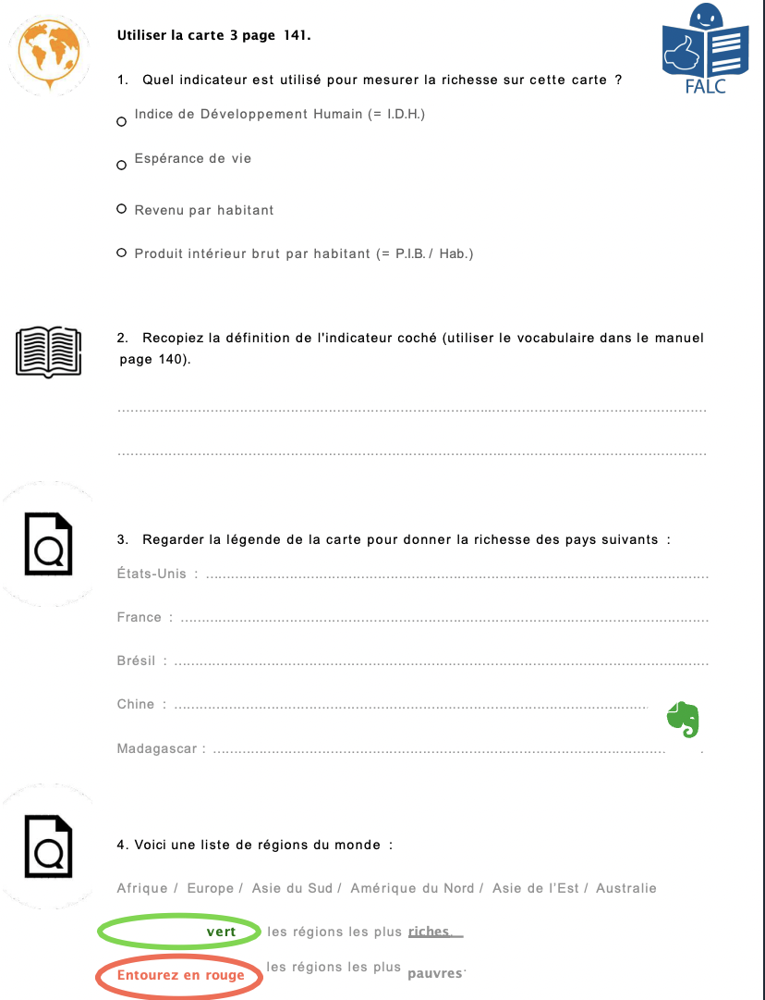 Utiliser la carte 3 page 141.
FALC
1. Quel indicateur est utilisé pour mesurer la richesse sur cette carte ?
Indice de Développement Humain (= I.D.H.)
Espérance de vie
Revenu par habitant
Produit intérieur brut par habitant (= P.I.B. / Hab.)
2. Recopiez la définition de l'indicateur coché (utiliser le vocabulaire dans le manuel
page 140).
3. Regarder la légende de la carte pour donner la richesse des pays suivants :
États-Unis :
France :
Brésil :
Chine :
Madagascar :
4. Voici une liste de régions du monde :
Afrique / Europe / Asie du Sud / Amérique du Nord / Asie de l'Est / Australie
vert les régions les plus riches.
Entourez en rouge les régions les plus pauvres.